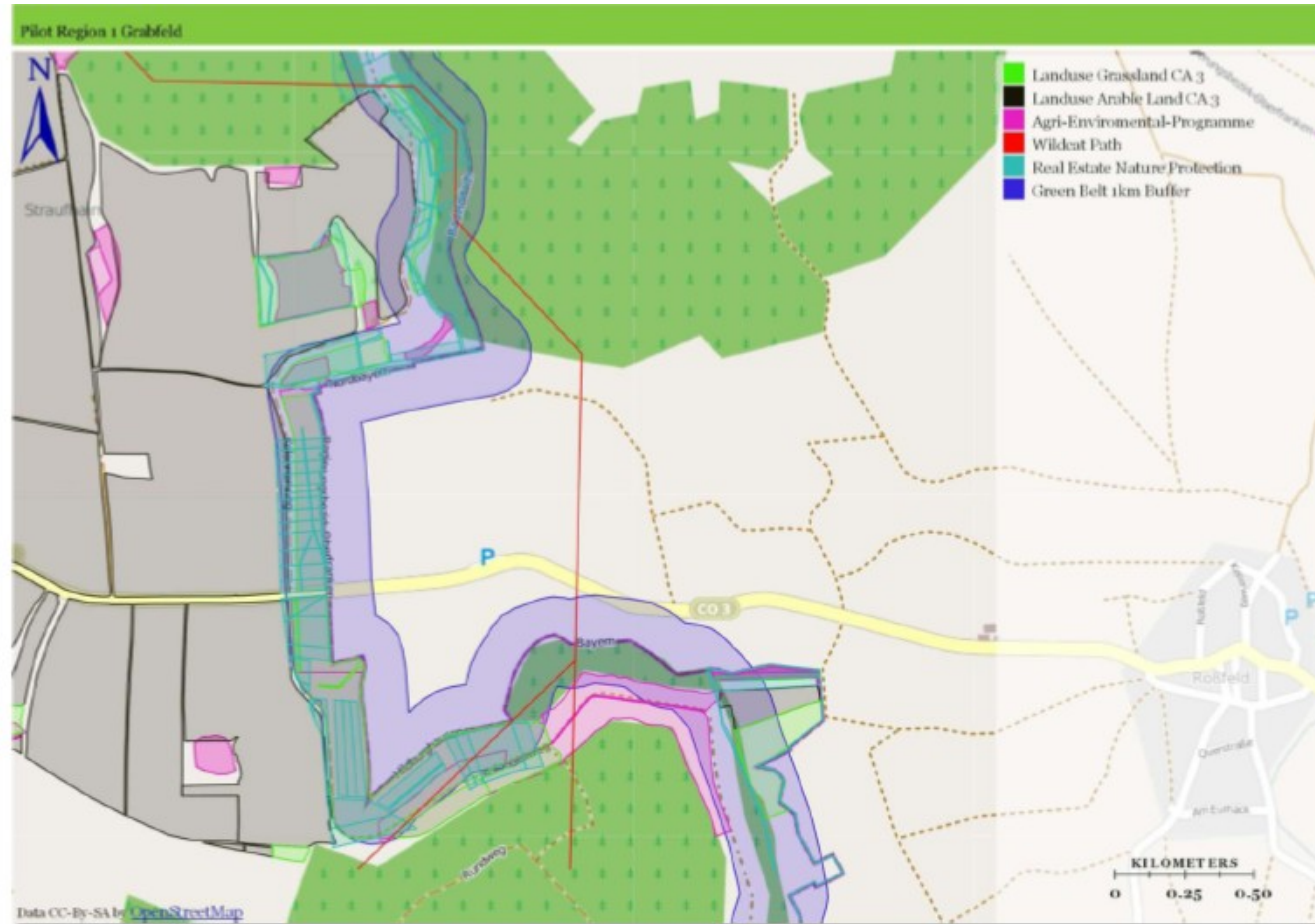 Pilot Region 1 Grabfeld
N
Landuse Grassland CA 3
Landuse Arable Land CA 3
Agri-Enviromental-Programme
Wildcat Path
Real Estate Nature Protection
Green Belt 1km Buffer
Straufhain
P
CO 3
Bayern
Roßfeld
P
P
Roßfeld
Querstraße
Rundweg
KILOMETERS
0 0.25 0.50
Data CC-By-SA by OpenStreetMap